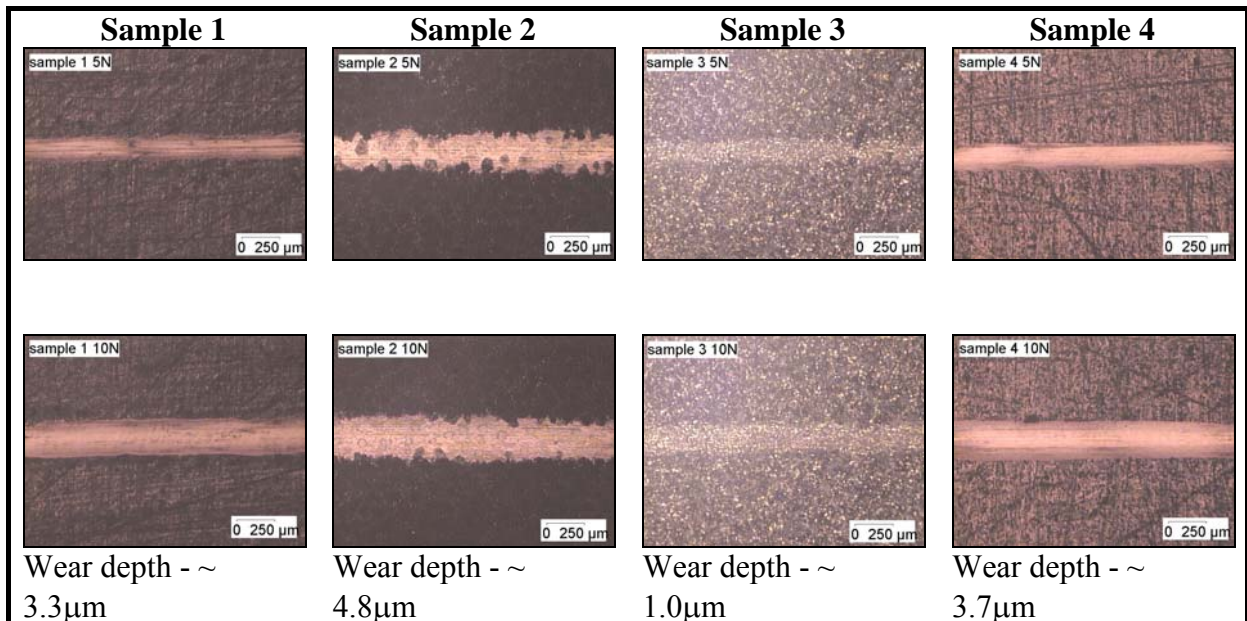 Sample 1 Sample 2 Sample 3 Sample 4
sample 1 5N sample 2 5N sample 3 5N sample 4 5N
0 250 µm 0 250 µm 0 250 µm 0 250 µm
sample 1 10N sample 2 10N sample 3 10N sample 4 10N
0 250 µm 0 250 µm 0 250 µm 0 250 µm
Wear depth - ~ Wear depth - ~ Wear depth - ~ Wear depth - ~
3.3µm 4.8µm 1.0µm 3.7µm